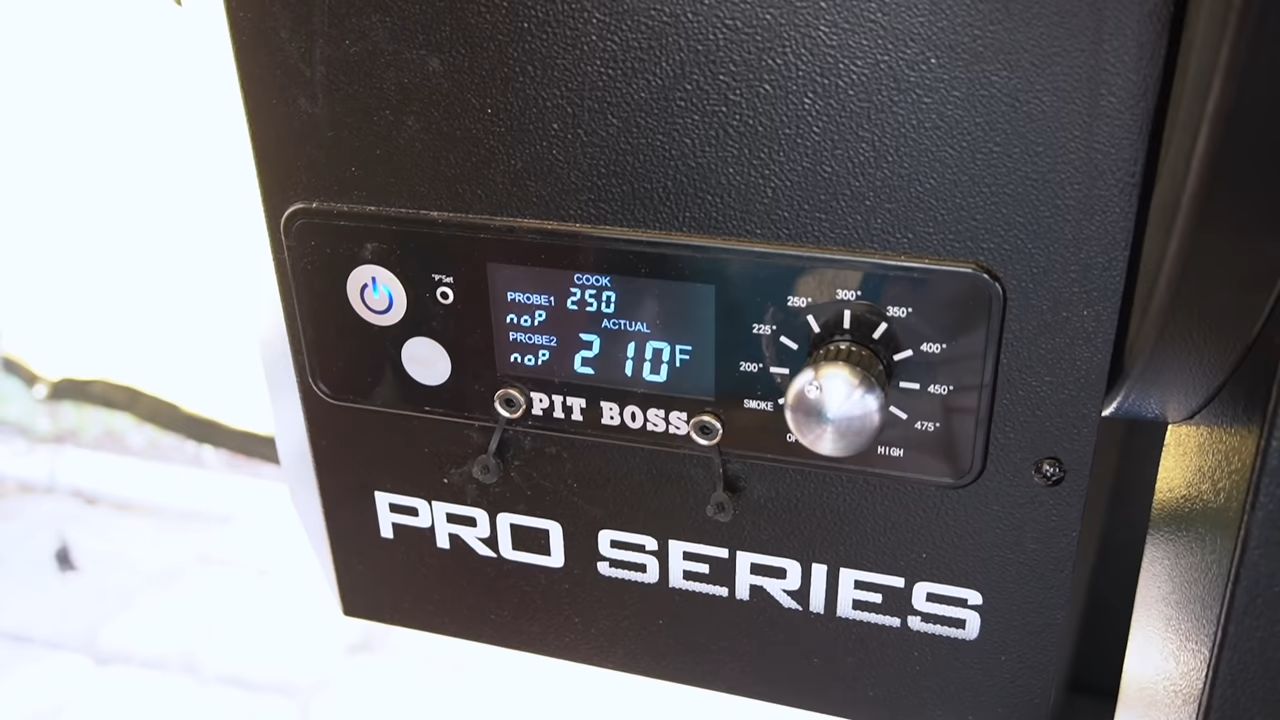 "P"Set
COOK
PROBE1 250
noP
ACTUAL
PROBE2
noP 210F
PIT BOSS
300°
250° 350°
225° 400°
200° 450°
SMOKE 475°
HIGH
PRO SERIES